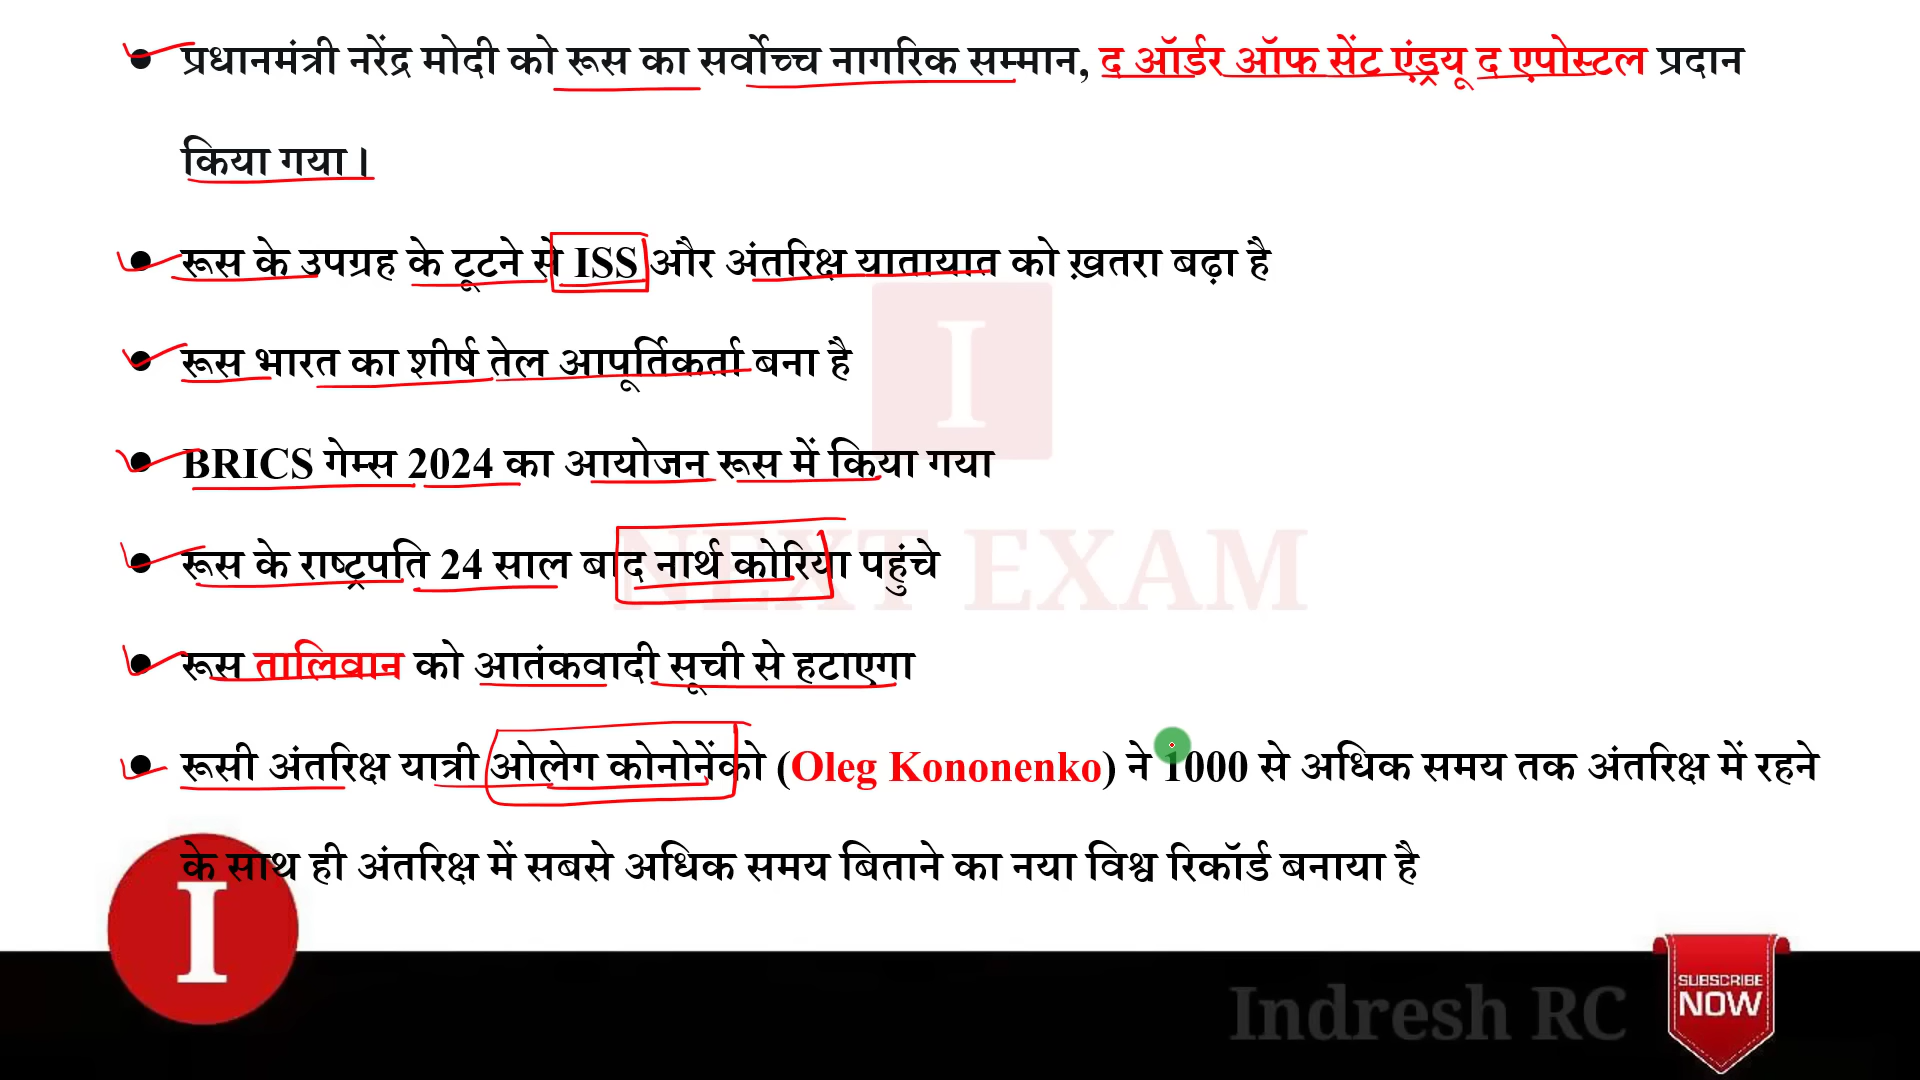 प्रधानमंत्री नरेंद्र मोदी को रूस का सर्वोच्च नागरिक सम्मान, द ऑर्डर ऑफ सेंट एंड्रयू द एपोस्टल प्रदान
किया गया।
रूस के उपग्रह के टूटने से ISS और अंतरिक्ष यातायात को ख़तरा बढ़ा है
रूस भारत का शीर्ष तेल आपूर्तिकर्ता बना है
BRICS गेम्स 2024 का आयोजन रूस में किया गया
रूस के राष्ट्रपति 24 साल बाद नार्थ कोरिया पहुंचे
रूस तालिवान को आतंकवादी सूची से हटाएगा
रूसी अंतरिक्ष यात्री ओलेग कोनोनेंको (Oleg Kononenko) ने 1000 से अधिक समय तक अंतरिक्ष में रहने
के साथ ही अंतरिक्ष में सबसे अधिक समय बिताने का नया विश्व रिकॉर्ड बनाया है
I
NEXT EXAM
I
Indresh RC
SUBSCRIBE
NOW